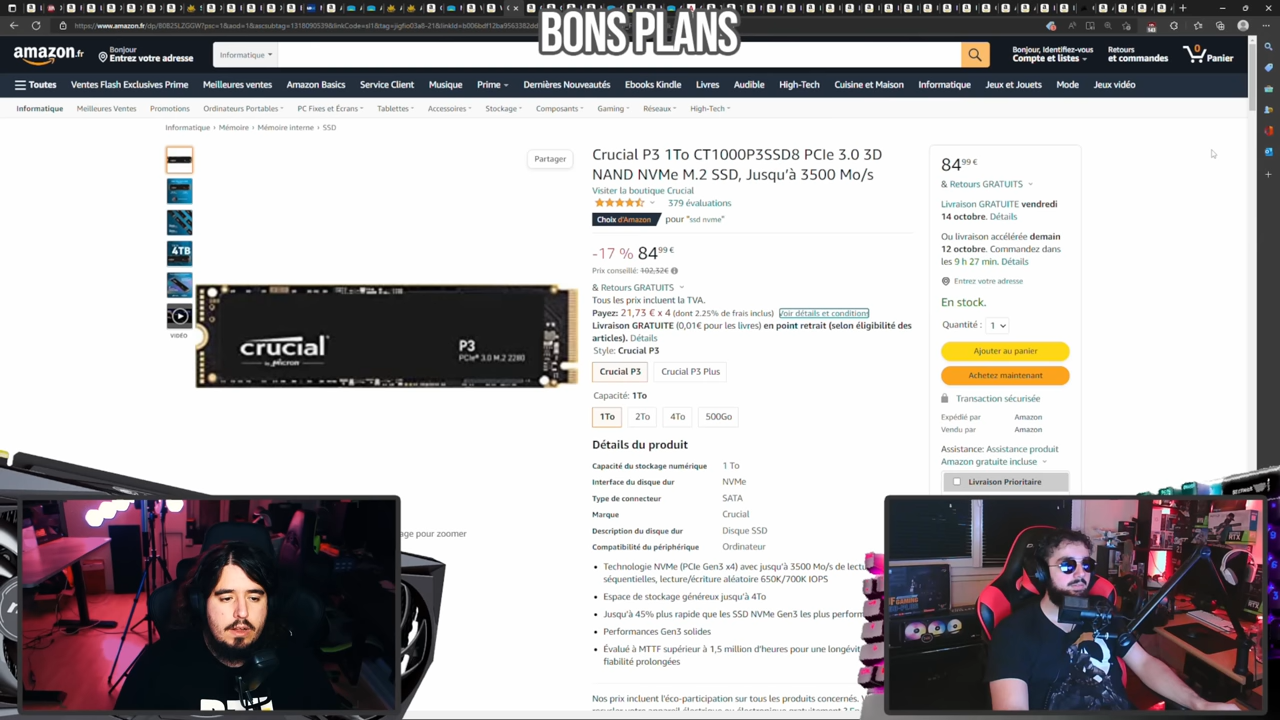 BONS PLANS
amazon.fr
Bonjour
Entrez votre adresse
Informatique
Bonjour, Identifiez-vous
Compte et listes
Retours
et commandes
0
Panier
Toutes
Ventes Flash Exclusives Prime
Meilleures ventes
Amazon Basics
Service Client
Musique
Prime
Dernières Nouveautés
Ebooks Kindle
Livres
Audible
High-Tech
Cuisine et Maison
Informatique
Jeux et Jouets
Mode
Jeux vidéo
Informatique
Meilleures Ventes
Promotions
Ordinateurs Portables
PC Fixes et Écrans
Tablettes
Accessoires
Stockage
Composants
Gaming
Réseaux
High-Tech
Informatique › Mémoire › Mémoire interne › SSD
Partager
4TB
VIDÉO
crucial
by Micron
P3
PCIe® 3.0 M.2 2280
age pour zoomer
Crucial P3 1To CT1000P3SSD8 PCIe 3.0 3D
NAND NVMe M.2 SSD, Jusqu’à 3500 Mo/s
Visiter la boutique Crucial
379 évaluations
Choix d'Amazon pour "ssd nvme"
-17 % 84,99 €
Prix conseillé: 102,32€
& Retours GRATUITS
Tous les prix incluent la TVA.
Payez: 21,73 € x 4 (dont 2.25% de frais inclus) Voir détails et conditions
Livraison GRATUITE (0,01€ pour les livres) en point retrait (selon éligibilité des
articles). Détails
Style: Crucial P3
Crucial P3
Crucial P3 Plus
Capacité: 1To
1To
2To
4To
500Go
Détails du produit
Capacité du stockage numérique 1 To
Interface du disque dur NVMe
Type de connecteur SATA
Marque Crucial
Description du disque dur Disque SSD
Compatibilité du périphérique Ordinateur
Technologie NVMe (PCIe Gen3 x4) avec jusqu'à 3500 Mo/s de lectu
séquentielles, lecture/écriture aléatoire 650K/700K IOPS
Espace de stockage généreux jusqu'à 4To
Jusqu'à 45% plus rapide que les SSD NVMe Gen3 les plus perform
Performances Gen3 solides
Évalué à MTTF supérieur à 1,5 million d'heures pour une longévit
fiabilité prolongées
Nos prix incluent l'éco-participation sur tous les produits concernés. V
84,99 €
& Retours GRATUITS
Livraison GRATUITE vendredi
14 octobre. Détails
Ou livraison accélérée demain
12 octobre. Commandez dans
les 9 h 27 min. Détails
Entrez votre adresse
En stock.
Quantité : 1
Ajouter au panier
Achetez maintenant
Transaction sécurisée
Expédié par Amazon
Vendu par Amazon
Assistance: Assistance produit
Amazon gratuite incluse
Livraison Prioritaire